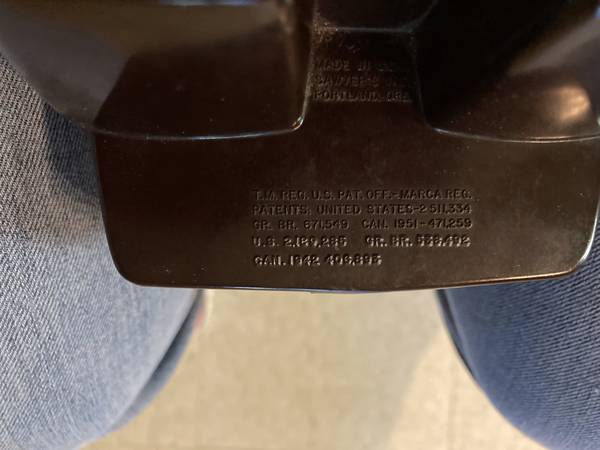 MADE IN
SAWYER'S INC
PORTLAND, ORE
T.M. REG. U.S. PAT. OFF.-MARCA REG.
PATENTS: UNITED STATES-2 511,334
GR. BR. 671,549 CAN. 1951-471,259
U.S. 2,189,285 GR. BR. 538,492
CAN. 1942 406,895